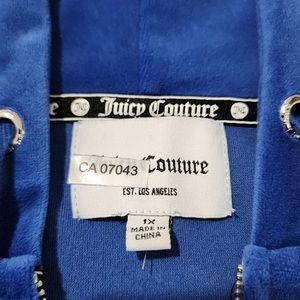 Juicy Couture
CA 07043
Couture
EST. LOS ANGELES
1X
MADE IN
CHINA